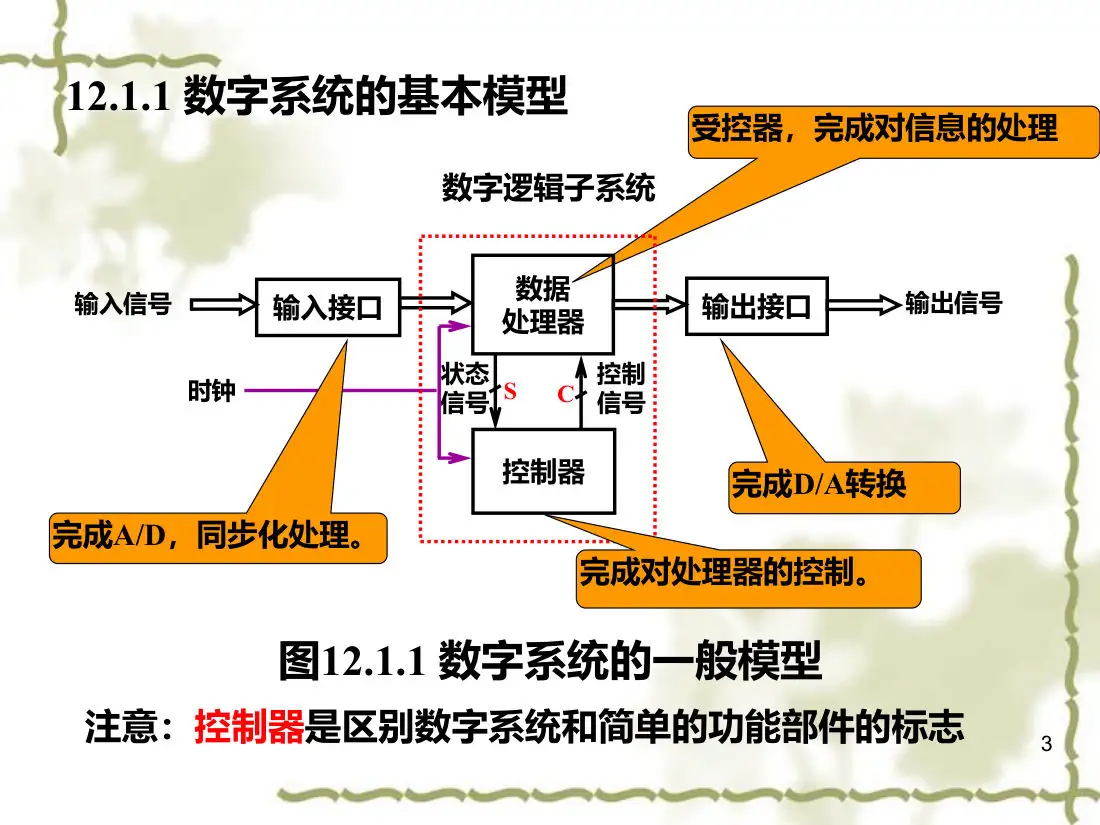 12.1.1 数字系统的基本模型
受控器，完成对信息的处理
数字逻辑子系统
输入信号
输入接口
数据
处理器
输出接口
输出信号
时钟
状态
信号
S
C
控制
信号
控制器
完成D/A转换
完成A/D，同步化处理。
完成对处理器的控制。
图12.1.1 数字系统的一般模型
注意：控制器是区别数字系统和简单的功能部件的标志
3